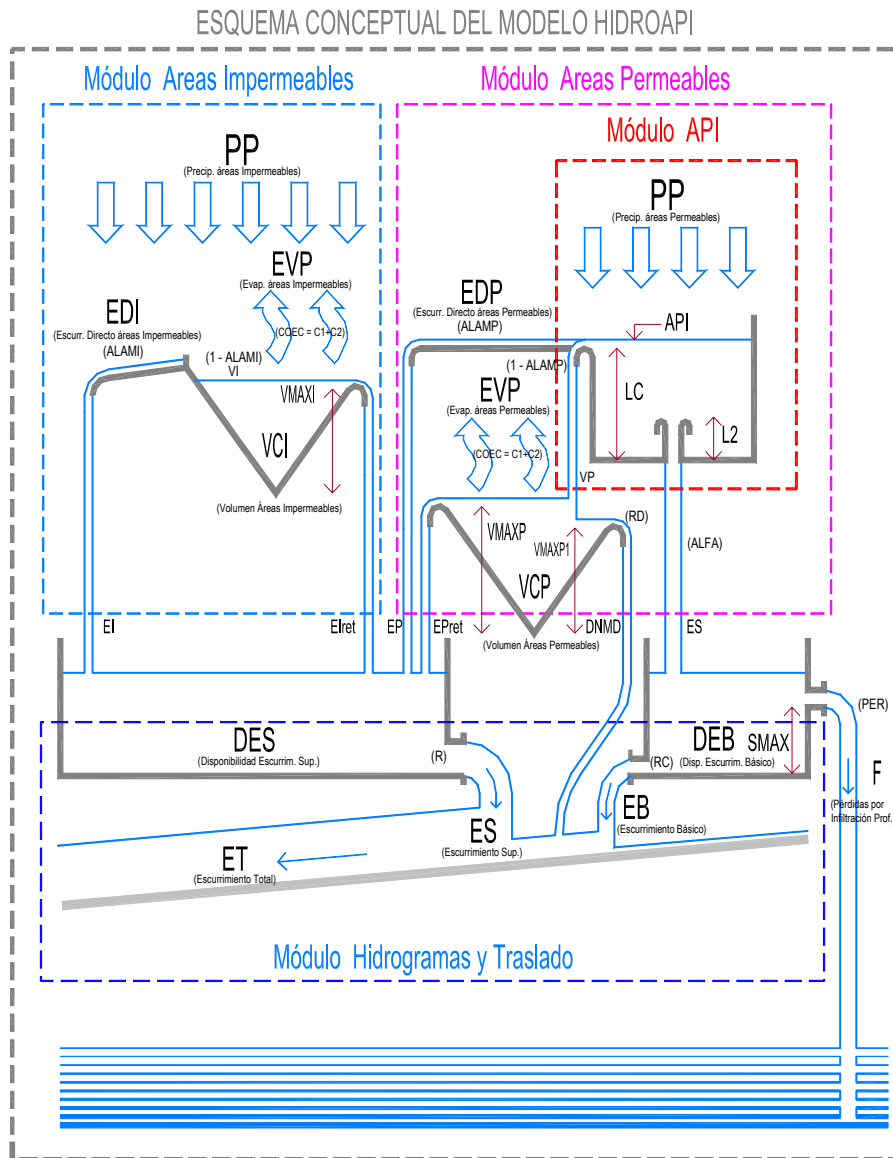 ESQUEMA CONCEPTUAL DEL MODELO HIDROAPI
Módulo Areas Impermeables
Módulo Areas Permeables
Módulo API
PP
(Precip. áreas Impermeables)
PP
(Precip. áreas Permeables)
EVP
(Evap. áreas Impermeables)
(COEC = C1+C2)
EDI
(Escurr. Directo áreas Impermeables)
(ALAMI)
(1 - ALAMI)
VI
VMAXI
VCI
(Volumen Áreas Impermeables)
EDP
(Escurr. Directo áreas Permeables)
(ALAMP)
API
(1 - ALAMP)
LC
L2
EVP
(Evap. áreas Permeables)
(COEC = C1+C2)
VP
(RD)
VMAXP
VMAXP1
VCP
(Volumen Áreas Permeables)
(ALFA)
EI
EIret
EP
EPret
DNMD
ES
DES
(Disponibilidad Escurrim. Sup.)
(R)
(RC)
DEB
(Disp. Escurrim. Básico)
SMAX
(PER)
F
(Pérdidas por
Infiltración Prof.
EB
(Escurrimiento Básico)
ES
(Escurrimiento Sup.)
ET
(Escurrimiento Total)
Módulo Hidrogramas y Traslado